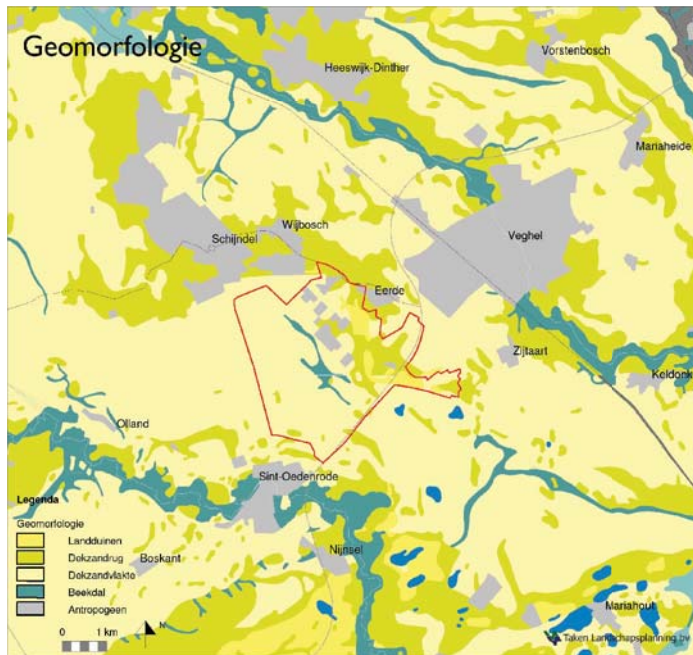 Geomorfologie
Vorstenbosch
Heeswijk-Dinther
Mariaheide
Wijbosch
Schijndel
Veghel
Eerde
Zijtaart
Keldonk
Olland
Sint-Oedenrode
Legenda
Geomorfologie
Landduinen
Dekzandrug
Dekzandvlakte
Beekdal
Antropogeen
Boskant
Nijnsel
Mariahout
N
0 1 km
Taken Landschapsplanning bv